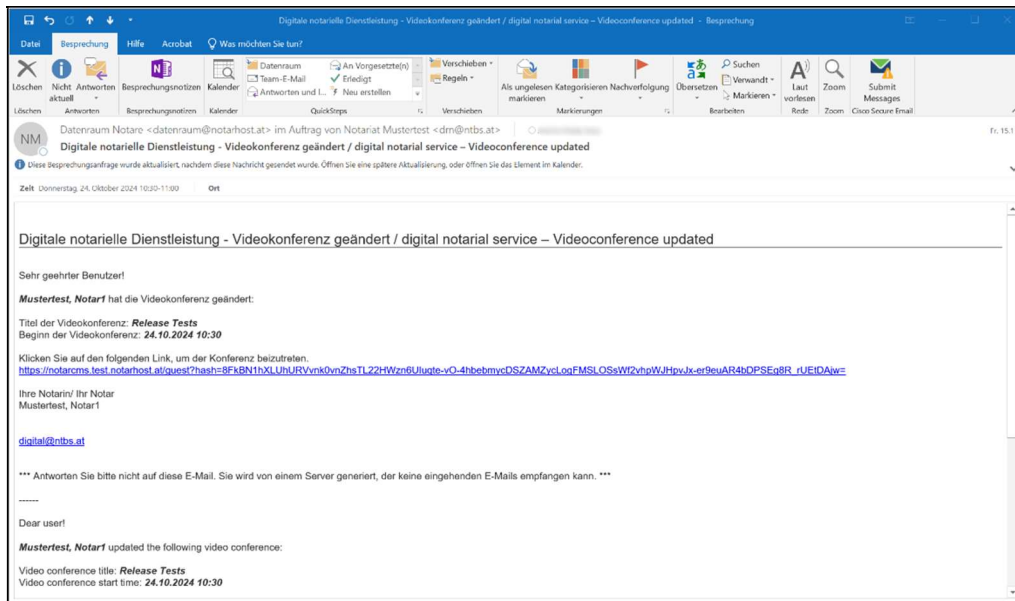 Digitale notarielle Dienstleistung - Videokonferenz geändert / digital notarial service – Videoconference updated - Besprechung
Datei Besprechung Hilfe Acrobat Was möchten Sie tun?
Löschen
Nicht aktuell
Antworten
Besprechungsnotizen
Kalender
Datenraum
Team-E-Mail
Antworten und l...
An Vorgesetzte(n)
Erledigt
Neu erstellen
Verschieben
Regeln
Als ungelesen markieren
Kategorisieren
Nachverfolgung
Übersetzen
Suchen
Verwandt
Markieren
Laut vorlesen
Zoom
Submit Messages
Löschen Antworten Besprechungsnotizen Kalender QuickSteps Verschieben Markierungen Bearbeiten Rede Zoom Cisco Secure Email
NM
Datenraum Notare <datenraum@notarhost.at> im Auftrag von Notariat Mustertest <drn@ntbs.at>
Fr. 15.1
Digitale notarielle Dienstleistung - Videokonferenz geändert / digital notarial service – Videoconference updated
Diese Besprechungsanfrage wurde aktualisiert, nachdem diese Nachricht gesendet wurde. Öffnen Sie eine spätere Aktualisierung, oder öffnen Sie das Element im Kalender.
Zeit Donnerstag, 24. Oktober 2024 10:30-11:00 Ort
Digitale notarielle Dienstleistung - Videokonferenz geändert / digital notarial service – Videoconference updated
Sehr geehrter Benutzer!
Mustertest, Notar1 hat die Videokonferenz geändert:
Titel der Videokonferenz: Release Tests
Beginn der Videokonferenz: 24.10.2024 10:30
Klicken Sie auf den folgenden Link, um der Konferenz beizutreten.
https://notarcms.test.notarhost.at/guest?hash=8FkBN1hXLUhURVvnk0vnZhsTL22HWzn6UIuqte-vO-4hbebmycDSZAMZycLogFMSLOSsWf2vhpWJHpvJx-er9euAR4bDPSEq8R_rUEtDAjw=
Ihre Notarin/ Ihr Notar
Mustertest, Notar1
digital@ntbs.at
*** Antworten Sie bitte nicht auf diese E-Mail. Sie wird von einem Server generiert, der keine eingehenden E-Mails empfangen kann. ***
------
Dear user!
Mustertest, Notar1 updated the following video conference:
Video conference title: Release Tests
Video conference start time: 24.10.2024 10:30